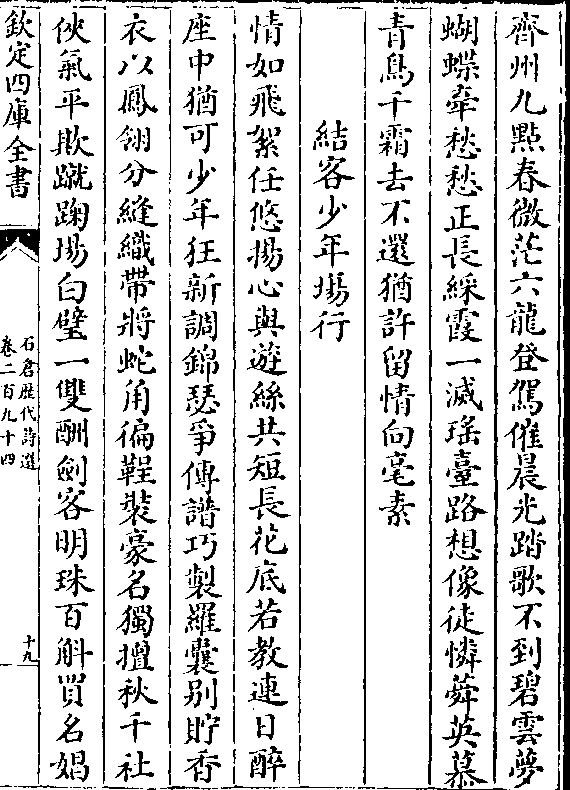 齊州九點春微茫六龍登駕催晨光踏歌不到碧雲夢
蝴蝶牽愁愁正長綵霞一滅瑤臺路想像徒憐蕣英慕
青鳥千霜去不還猶許留情向毫素
結客少年場行
情如飛絮任悠揚心與遊絲共短長花底若教連日醉
座中猶可少年狂新調錦瑟爭傳譜巧製羅囊别貯香
衣以鳳翎分縫織帶將蛇角徧鞓裝豪名獨擅秋千社
俠氣平欺蹴踘場白璧一雙酬劍客明珠百斛買名娼
欽定四庫全書
石倉歷代詩選
卷二百九十四
十九